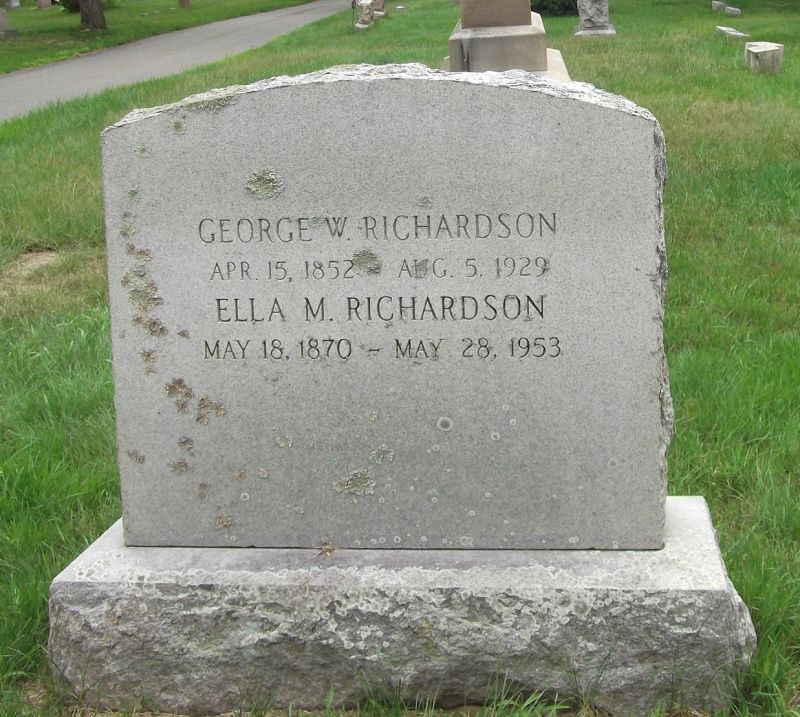 GEORGE W. RICHARDSON
APR. 15, 1852 - AUG. 5, 1929
ELLA M. RICHARDSON
MAY 18, 1870 - MAY 28, 1953